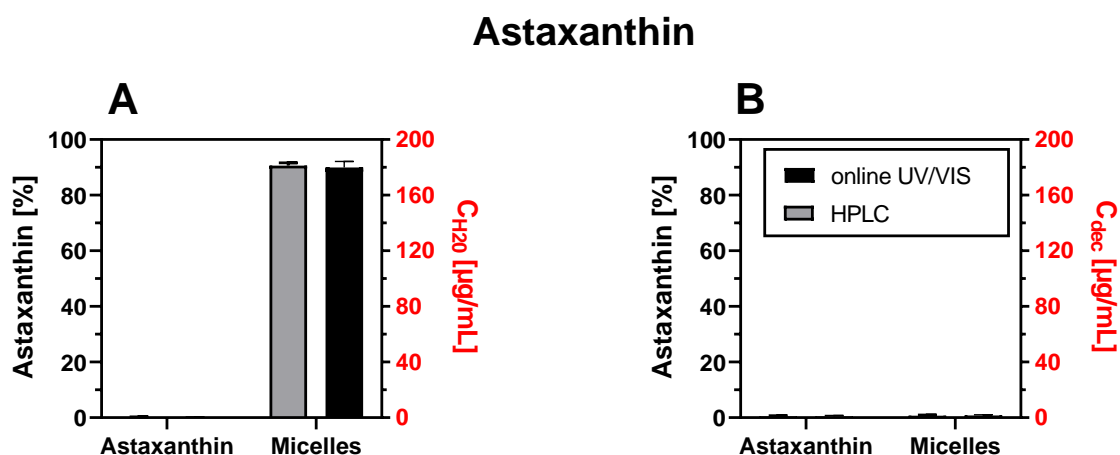 Astaxanthin
A
B
Astaxanthin [%]
100
80
60
40
20
0
Astaxanthin
Micelles
200
160
120
80
40
0
C_H20 [µg/mL]
Astaxanthin [%]
100
80
60
40
20
0
online UV/VIS
HPLC
Astaxanthin
Micelles
200
160
120
80
40
0
C_dec [µg/mL]